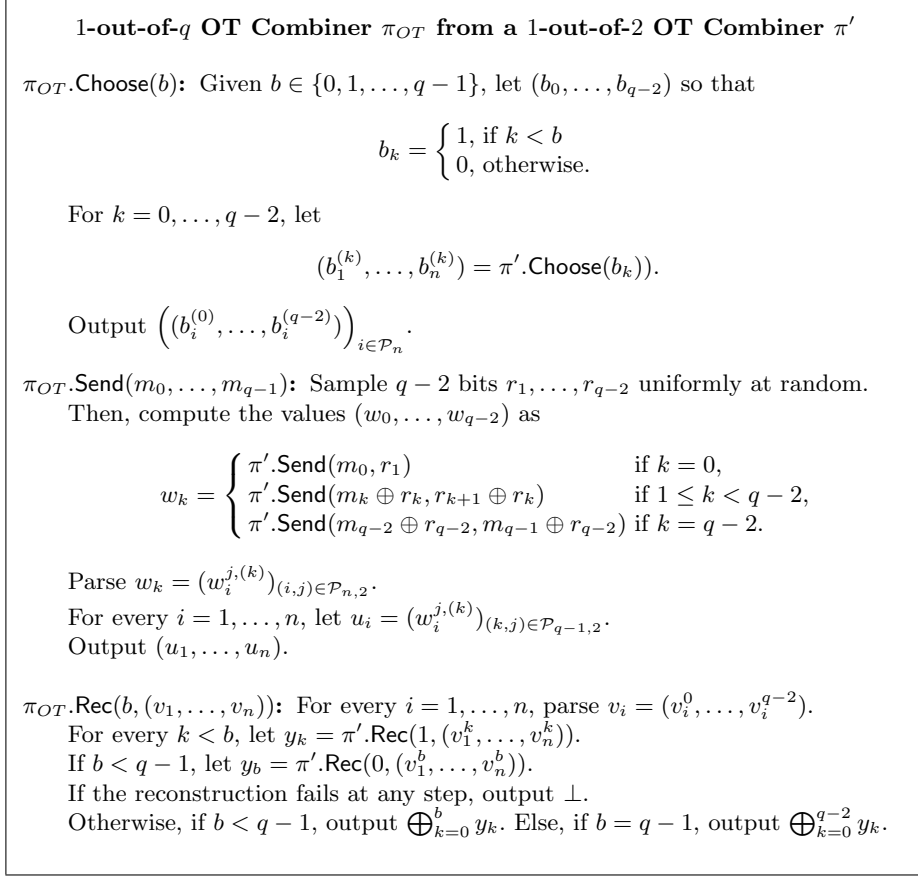 1-out-of-q OT Combiner π_{OT} from a 1-out-of-2 OT Combiner π′
π_{OT}.Choose(b): Given b ∈ {0, 1, . . . , q − 1}, let (b_0, . . . , b_{q−2}) so that
b_k = { 1, if k < b
0, otherwise.
For k = 0, . . . , q − 2, let
(b_1^{(k)}, . . . , b_n^{(k)}) = π′.Choose(b_k)).
Output ((b_i^{(0)}, . . . , b_i^{(q−2)}))_{i∈𝒫_n}.
π_{OT}.Send(m_0, . . . , m_{q−1}): Sample q − 2 bits r_1, . . . , r_{q−2} uniformly at random.
Then, compute the values (w_0, . . . , w_{q−2}) as
w_k = { π′.Send(m_0, r_1) if k = 0,
π′.Send(m_k ⊕ r_k, r_{k+1} ⊕ r_k) if 1 ≤ k < q − 2,
π′.Send(m_{q−2} ⊕ r_{q−2}, m_{q−1} ⊕ r_{q−2}) if k = q − 2.
Parse w_k = (w_i^{j,(k)})_{(i,j)∈𝒫_{n,2}}.
For every i = 1, . . . , n, let u_i = (w_i^{j,(k)})_{(k,j)∈𝒫_{q−1,2}}.
Output (u_1, . . . , u_n).
π_{OT}.Rec(b, (v_1, . . . , v_n)): For every i = 1, . . . , n, parse v_i = (v_i^0, . . . , v_i^{q−2}).
For every k < b, let y_k = π′.Rec(1, (v_1^k, . . . , v_n^k)).
If b < q − 1, let y_b = π′.Rec(0, (v_1^b, . . . , v_n^b)).
If the reconstruction fails at any step, output ⊥.
Otherwise, if b < q − 1, output ⊕_{k=0}^{b} y_k. Else, if b = q − 1, output ⊕_{k=0}^{q−2} y_k.